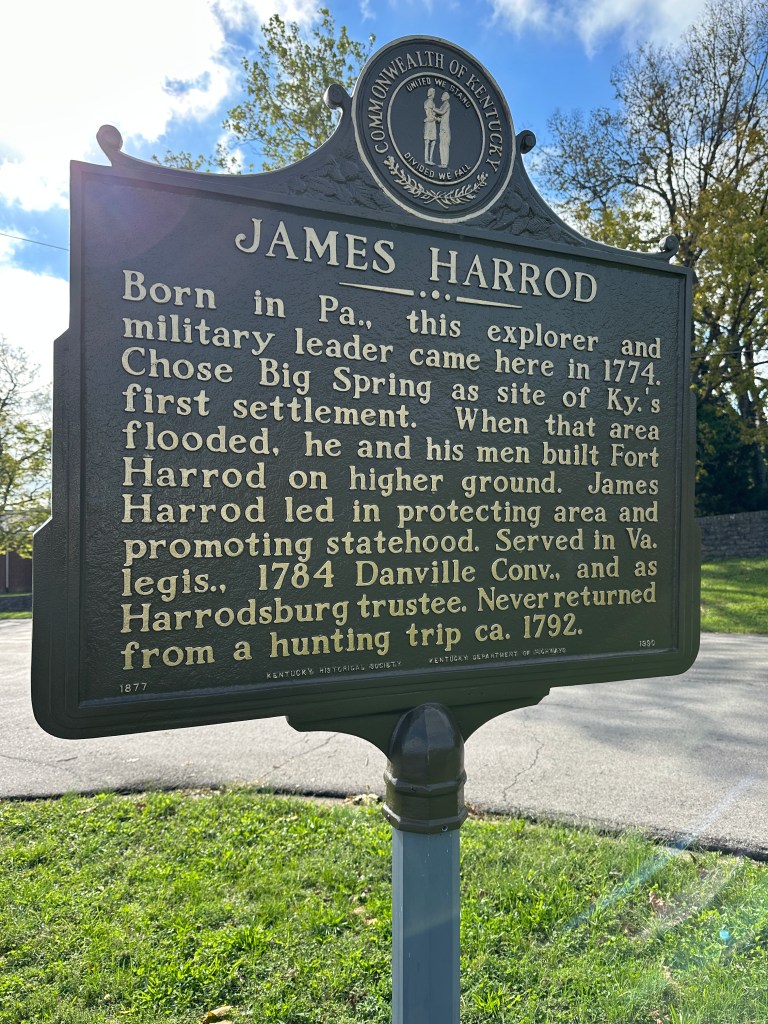 COMMONWEALTH OF KENTUCKY
UNITED WE STAND
DIVIDED WE FALL
JAMES HARROD
Born in Pa., this explorer and
military leader came here in 1774.
Chose Big Spring as site of Ky.'s
first settlement. When that area
flooded, he and his men built Fort
Harrod on higher ground. James
Harrod led in protecting area and
promoting statehood. Served in Va.
legis., 1784 Danville Conv., and as
Harrodsburg trustee. Never returned
from a hunting trip ca. 1792.
1877 KENTUCKY HISTORICAL SOCIETY KENTUCKY DEPARTMENT OF HIGHWAYS 1990